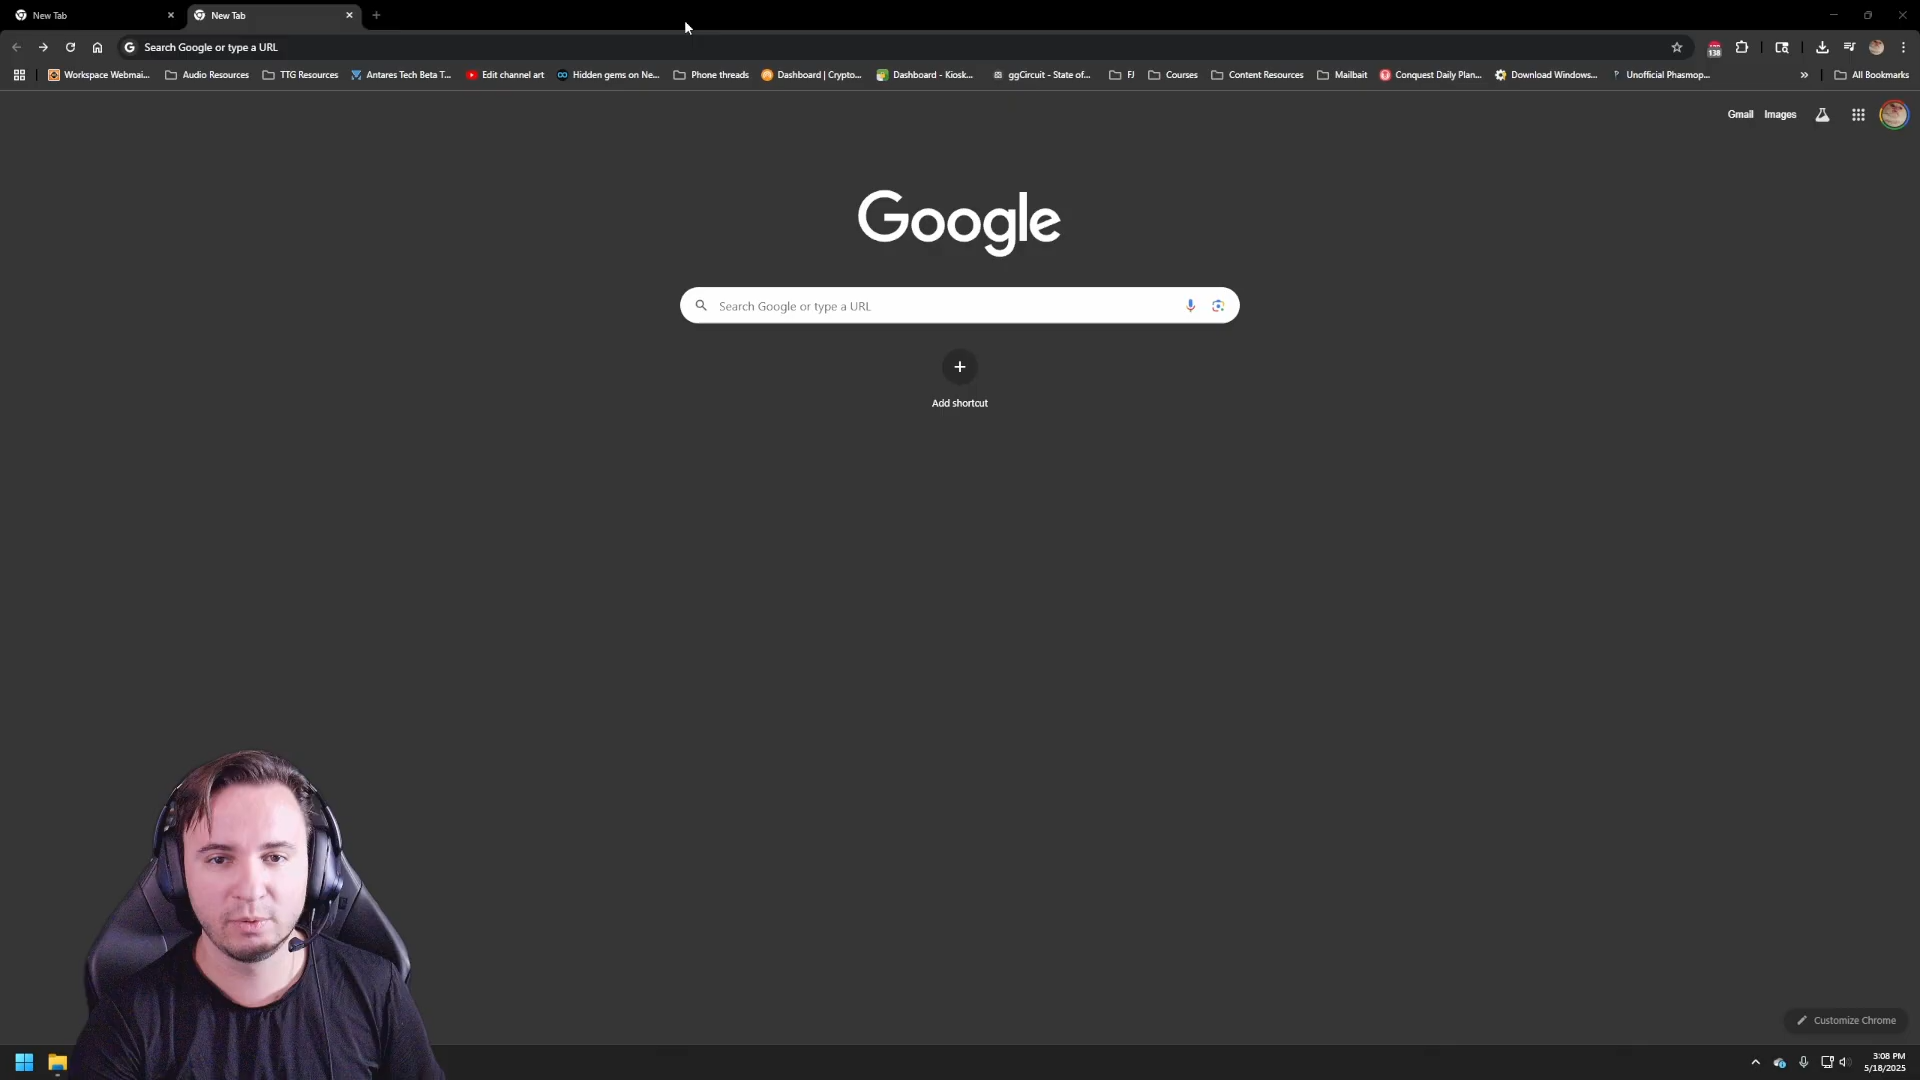 New Tab
New Tab
Search Google or type a URL
138
Workspace Webmai...
Audio Resources
TTG Resources
Antares Tech Beta T...
Edit channel art
Hidden gems on Ne...
Phone threads
Dashboard | Crypto...
Dashboard - Kiosk...
ggCircuit - State of...
FJ
Courses
Content Resources
Mailbait
Conquest Daily Plan...
Download Windows...
Unofficial Phasmop...
All Bookmarks
Gmail
Images
Google
Search Google or type a URL
Add shortcut
Customize Chrome
3:08 PM
5/18/2025